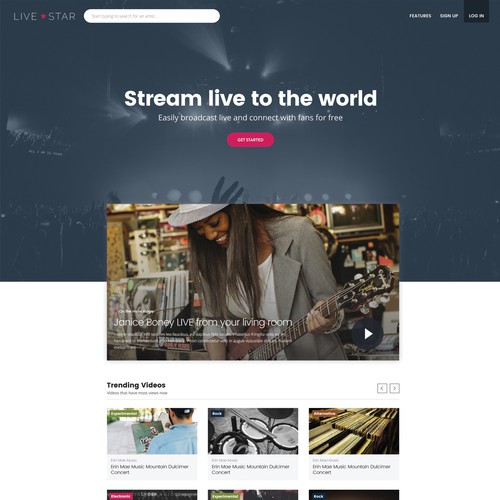 LIVE ★ STAR
Start typing to search for an artist...
FEATURES
SIGN UP
LOG IN
Stream live to the world
Easily broadcast live and connect with fans for free
GET STARTED
Janice Boney LIVE from your living room
Trending Videos
Videos that have most views now
Experimental
Rock
Alternative
Erin Mae Music
Erin Mae Music Mountain Dulcimer
Concert
Erin Mae Music
Erin Mae Music Mountain Dulcimer
Concert
Erin Mae Music
Erin Mae Music Mountain Dulcimer
Concert
Electronic
Experimental
Rock